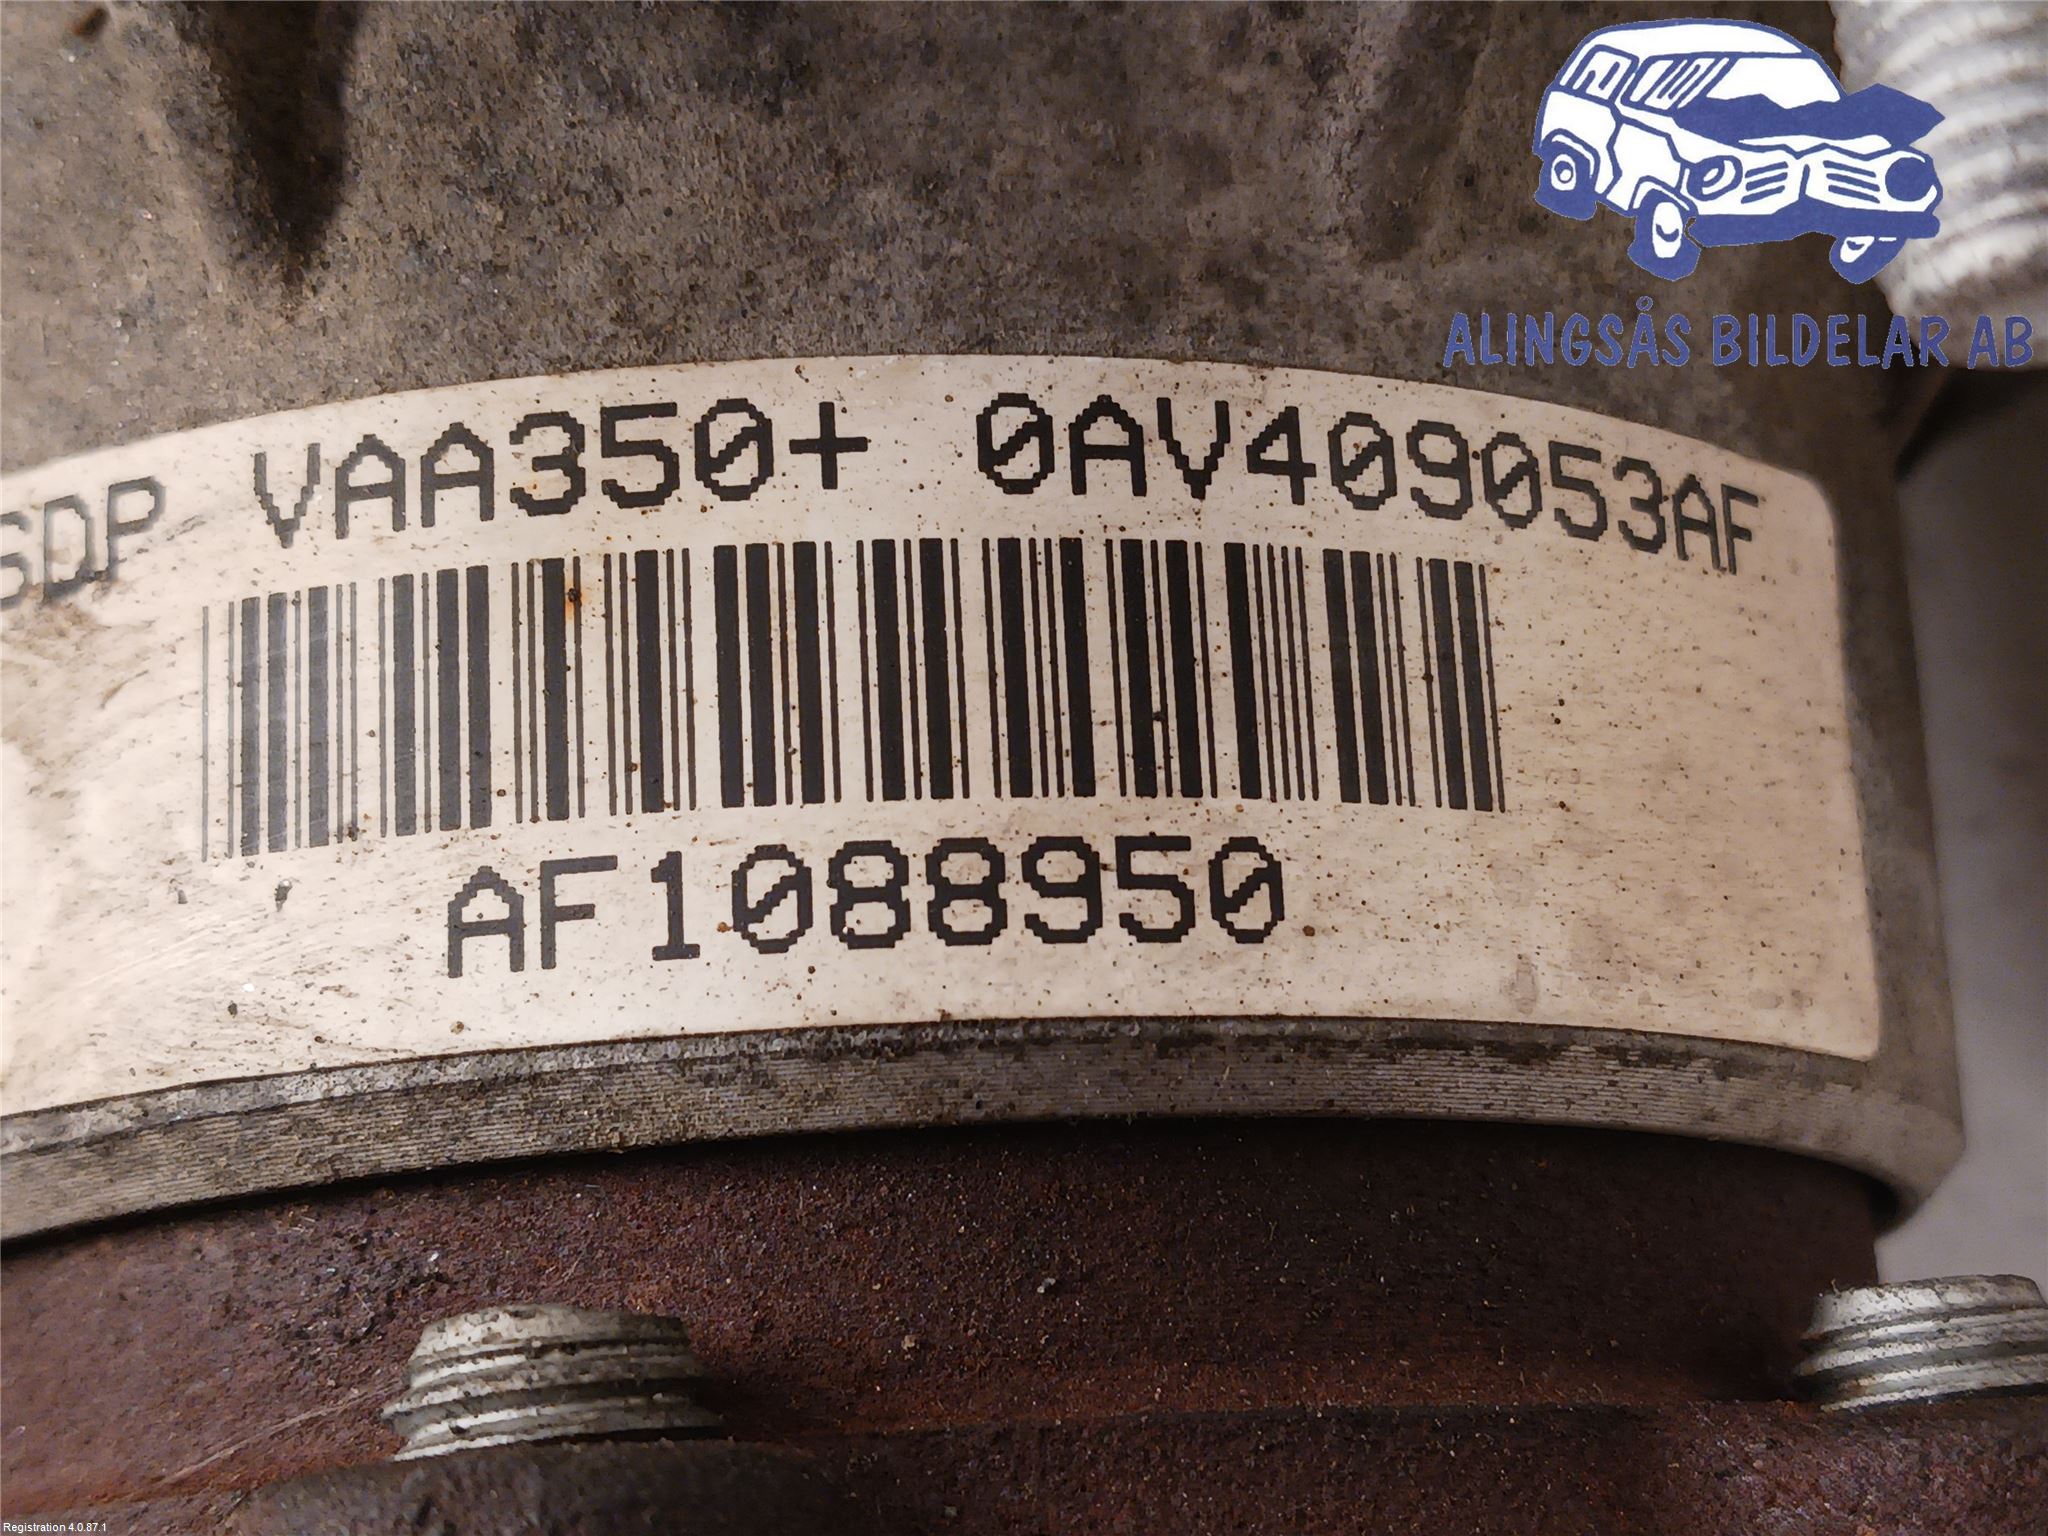 ALINGSÅS BILDELAR AB
SDP VAA350+ 0AV409053AF
AF1088950
Registration 4.0.87.1